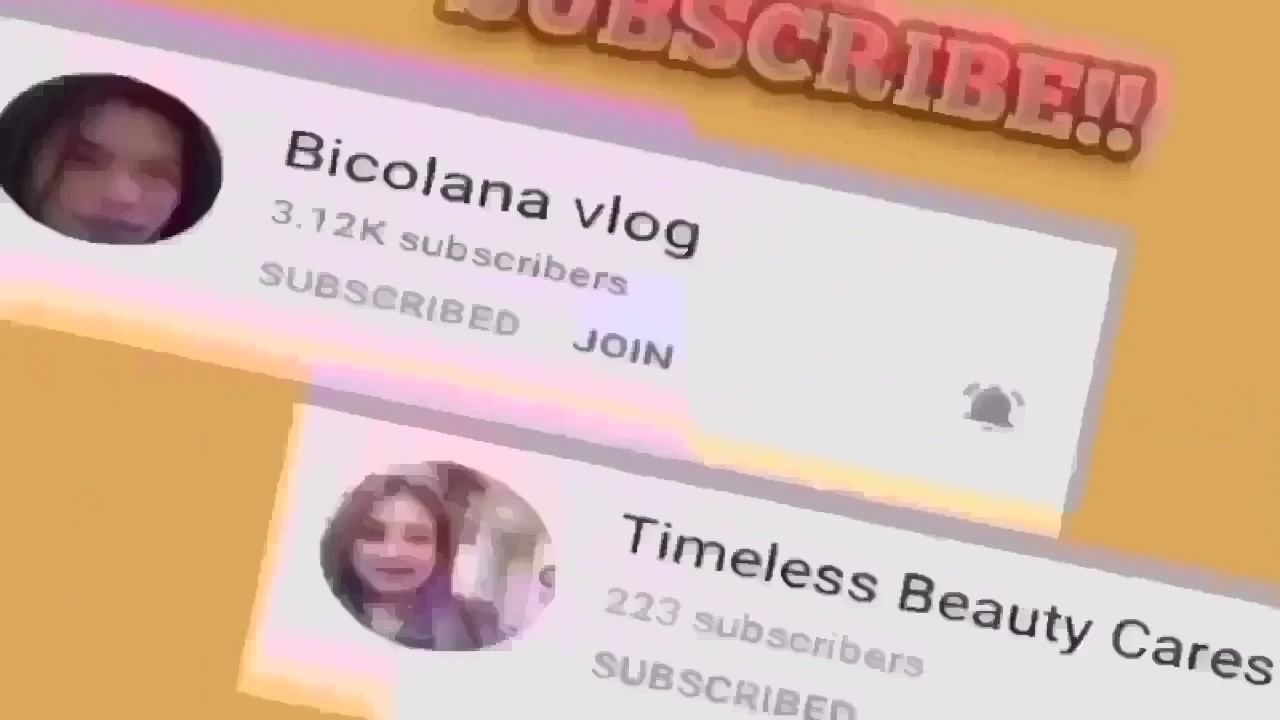 SUBSCRIBE!!
Bicolana vlog
3.12K subscribers
SUBSCRIBED JOIN
Timeless Beauty Cares
223 subscribers
SUBSCRIBED